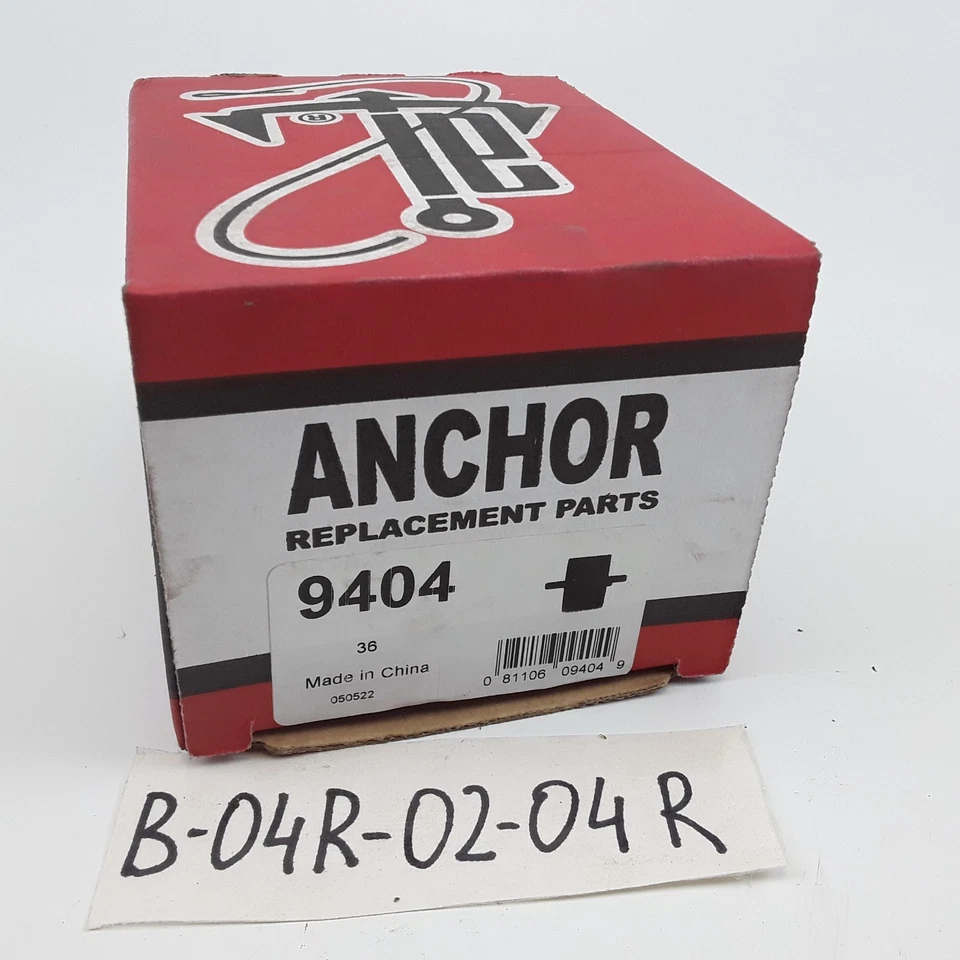 ®
ANCHOR
REPLACEMENT PARTS
9404
36
Made in China
050522
0 81106 09404 9
B-04R-02-04 R